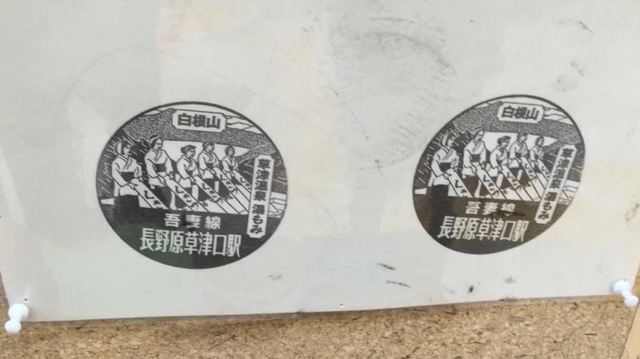 白根山
草津温泉 湯もみ
吾妻線
長野原草津口駅
白根山
草津温泉 湯もみ
吾妻線
長野原草津口駅